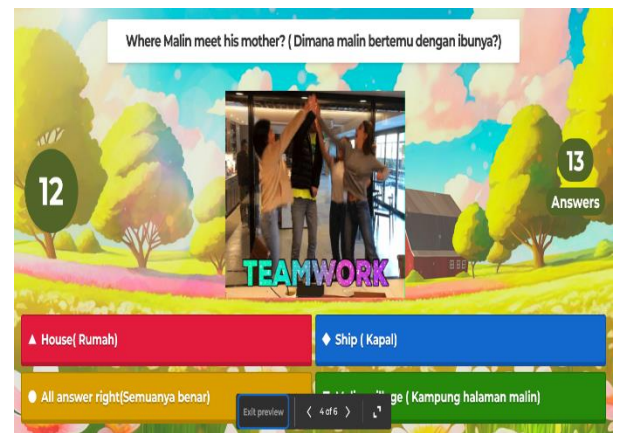 Where Malin meet his mother? ( Dimana malin bertemu dengan ibunya?)
12
13
Answers
TEAMWORK
House( Rumah)
Ship ( Kapal)
All answer right(Semuanya benar)
( Kampung halaman malin)
Exit preview
4 of 6